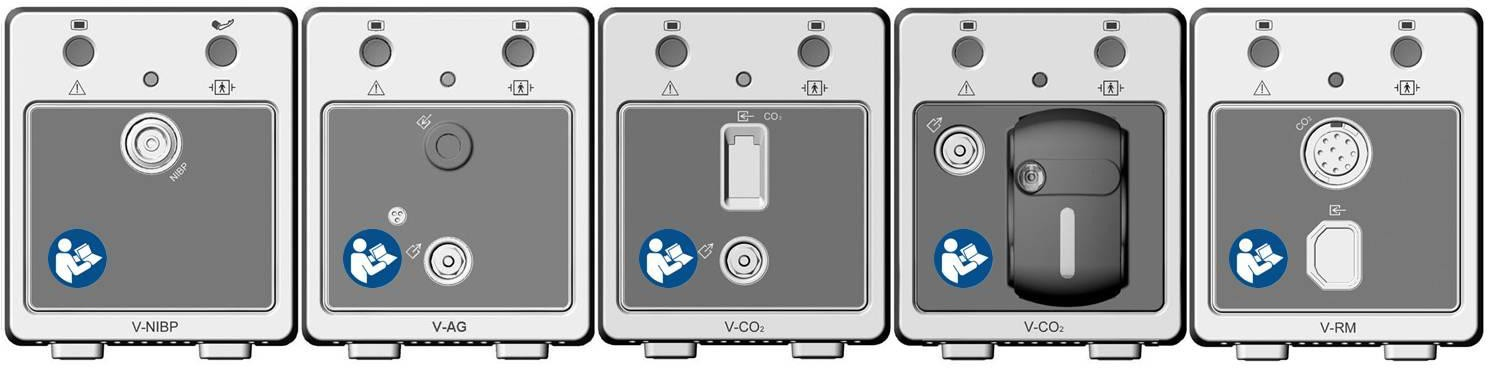 NIBP
V-NIBP
V-AG
CO₂
V-CO₂
V-CO₂
CO₂
V-RM